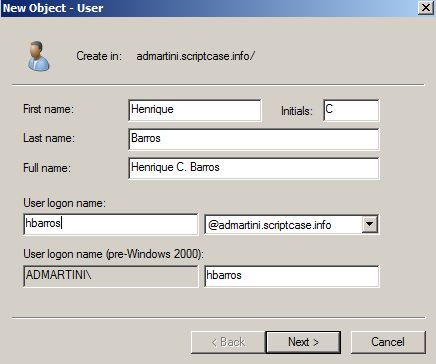 New Object - User
Create in: admartini.scriptcase.info/
First name: Henrique Initials: C
Last name: Barros
Full name: Henrique C. Barros
User logon name:
hbarros @admartini.scriptcase.info
User logon name (pre-Windows 2000):
ADMARTINI\ hbarros
< Back Next > Cancel